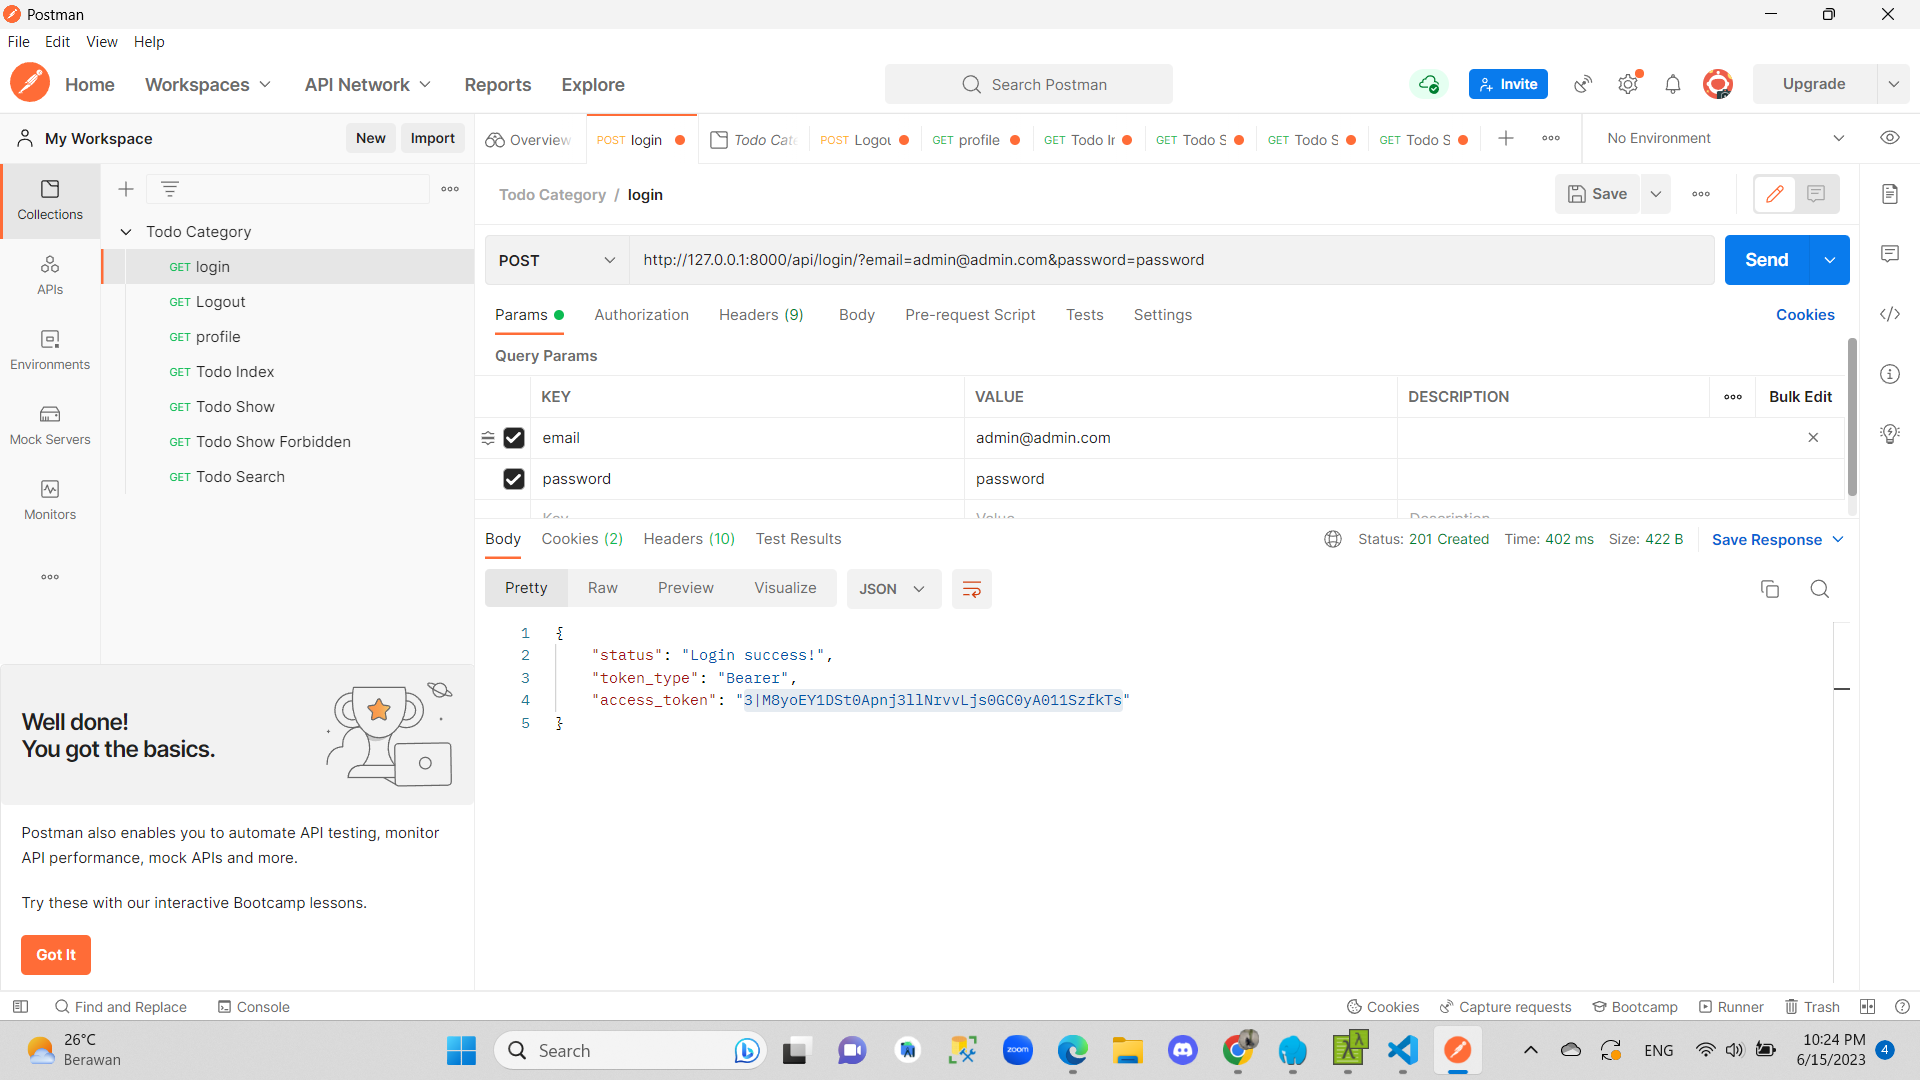 Postman
File Edit View Help
Home Workspaces API Network Reports Explore Search Postman Invite Upgrade
My Workspace New Import Overview POST login Todo Cate POST Logou GET profile GET Todo In GET Todo S GET Todo S GET Todo S No Environment
Collections
APIs
Environments
Mock Servers
Monitors
Todo Category
GET login
GET Logout
GET profile
GET Todo Index
GET Todo Show
GET Todo Show Forbidden
GET Todo Search
Well done!
You got the basics.
Postman also enables you to automate API testing, monitor
API performance, mock APIs and more.
Try these with our interactive Bootcamp lessons.
Got It
Todo Category / login Save
POST http://127.0.0.1:8000/api/login/?email=admin@admin.com&password=password Send
Params Authorization Headers (9) Body Pre-request Script Tests Settings Cookies
Query Params
KEY VALUE DESCRIPTION Bulk Edit
email admin@admin.com
password password
Key Value Description
Body Cookies (2) Headers (10) Test Results Status: 201 Created Time: 402 ms Size: 422 B Save Response
Pretty Raw Preview Visualize JSON
1 {
2 "status": "Login success!",
3 "token_type": "Bearer",
4 "access_token": "3|M8yoEY1DSt0Apnj3llNrvvLjs0GC0yA011SzfkTs"
5 }
Find and Replace Console Cookies Capture requests Bootcamp Runner Trash
26°C
Berawan
Search
zoom
ENG
10:24 PM
6/15/2023
4